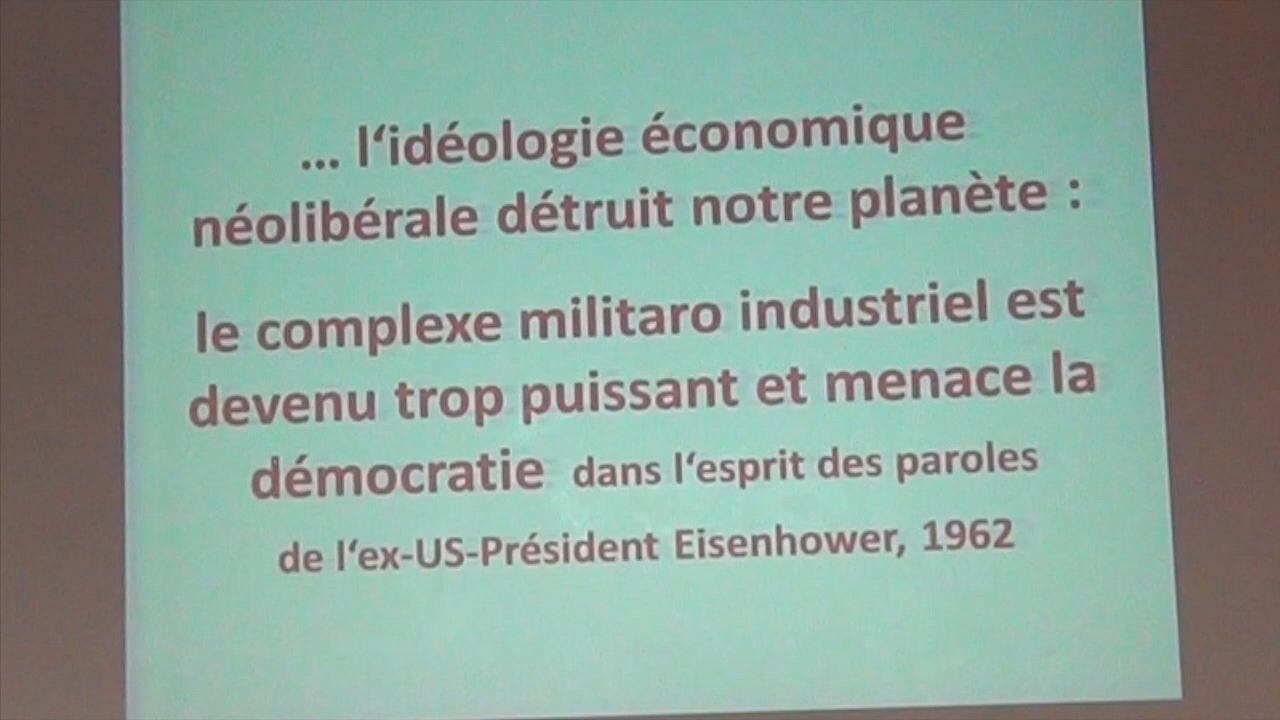 ... l‘idéologie économique
néolibérale détruit notre planète :
le complexe militaro industriel est
devenu trop puissant et menace la
démocratie dans l‘esprit des paroles
de l‘ex-US-Président Eisenhower, 1962